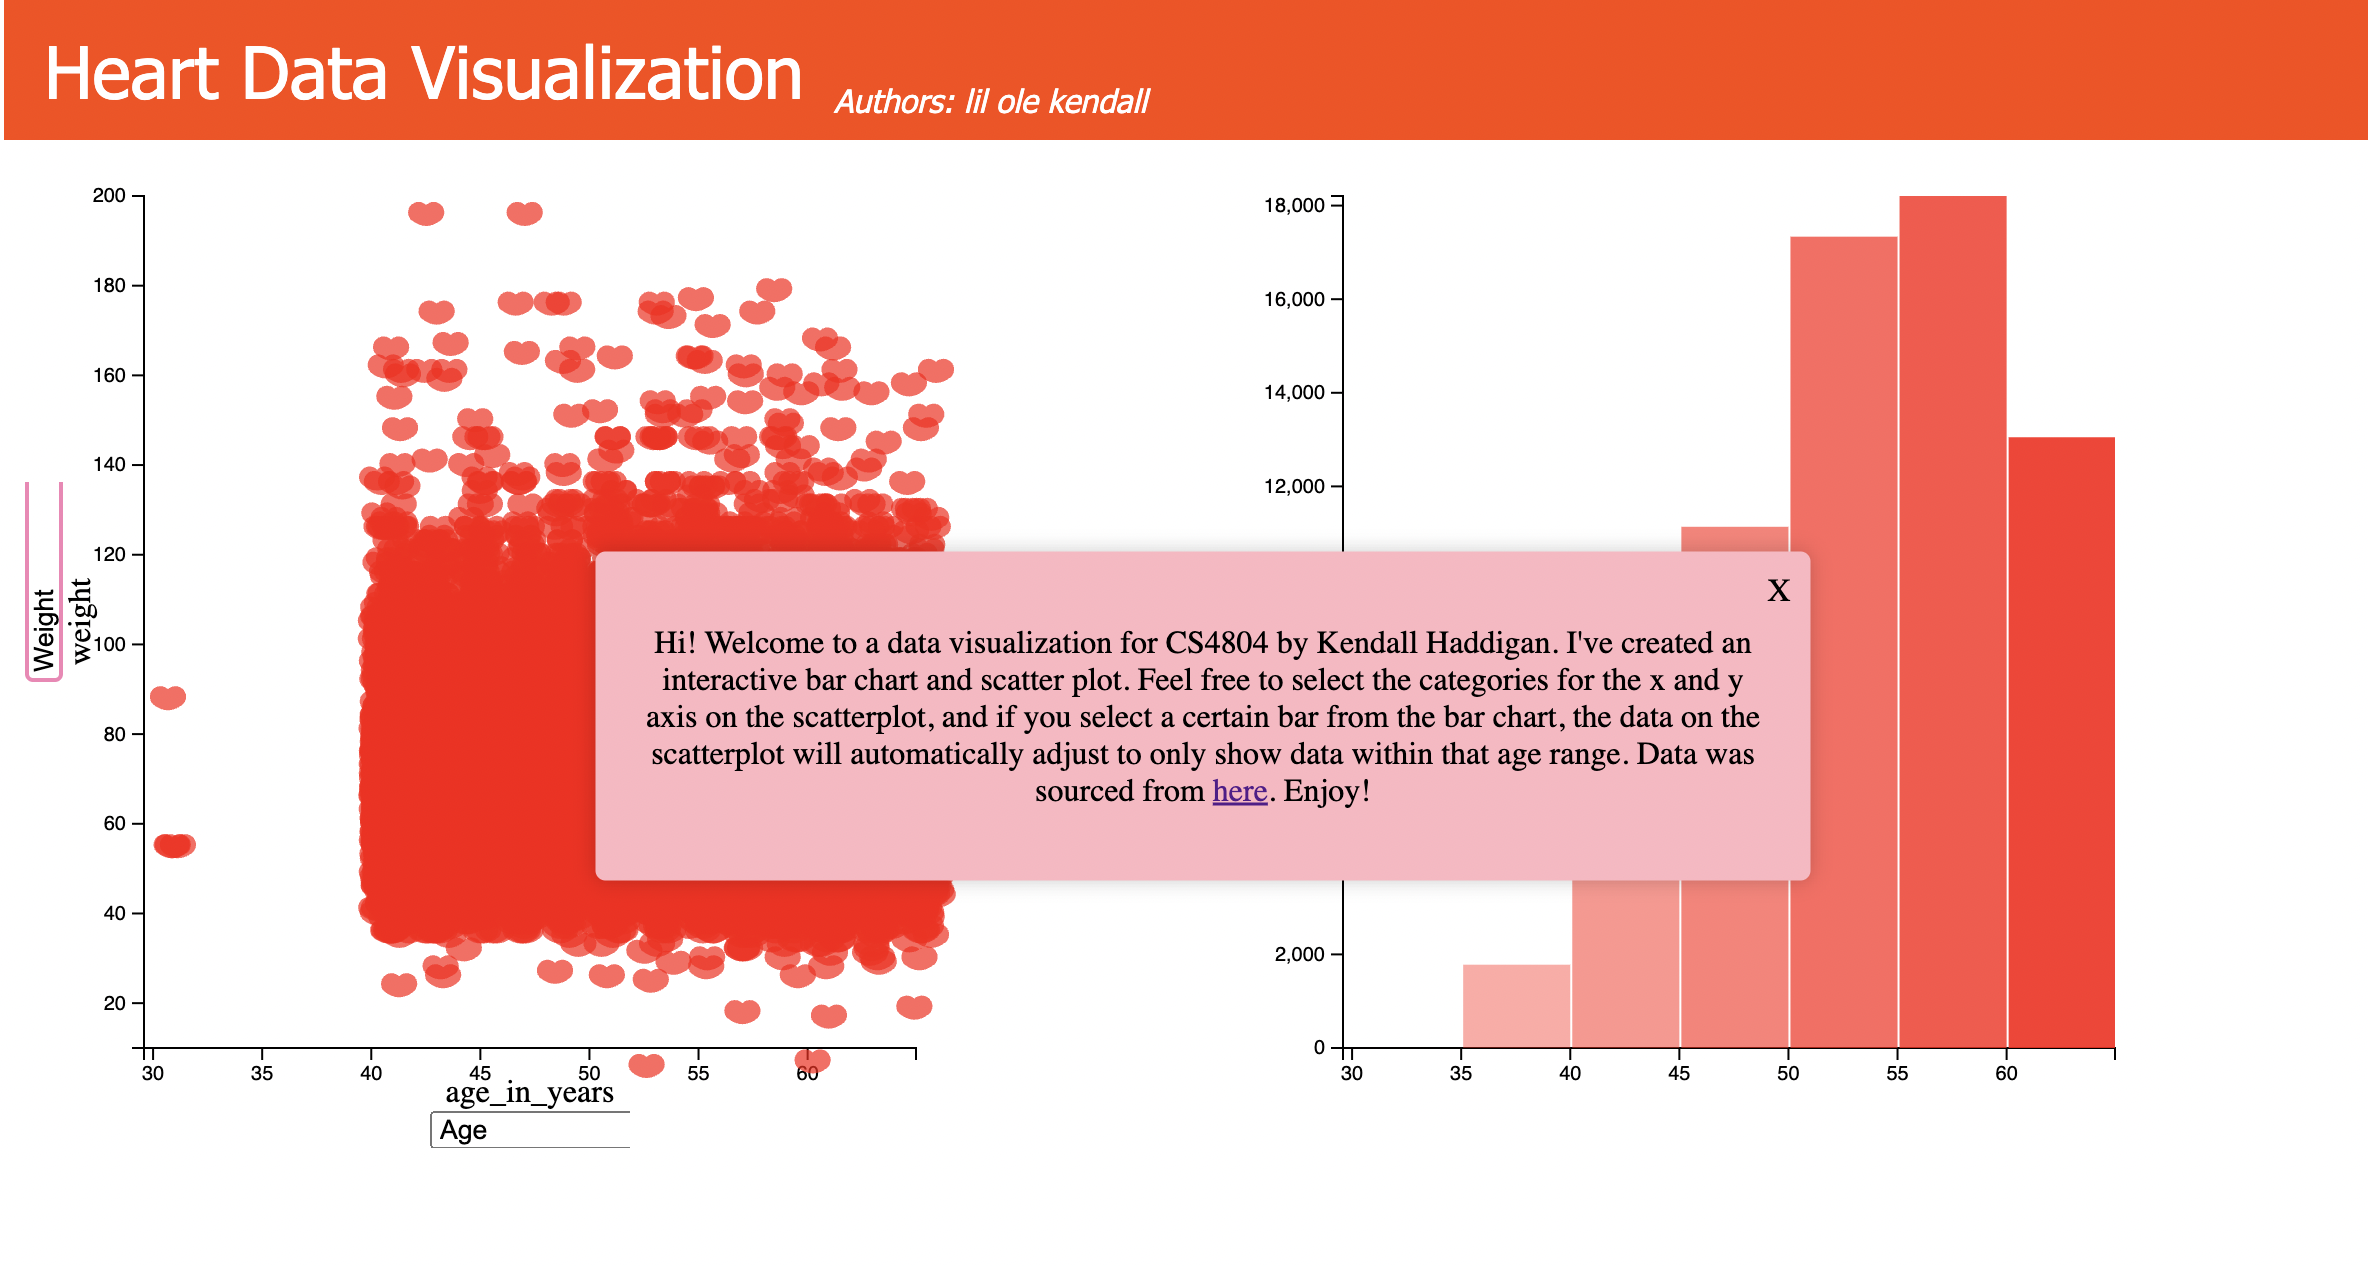 Heart Data Visualization
Authors: lil ole kendall
200
180
160
140
120
100
80
60
40
20
Weight
weight
30 35 40 45 50 55 60
age_in_years
Age
18,000
16,000
14,000
12,000
2,000
0
30 35 40 45 50 55 60
X
Hi! Welcome to a data visualization for CS4804 by Kendall Haddigan. I've created an
interactive bar chart and scatter plot. Feel free to select the categories for the x and y
axis on the scatterplot, and if you select a certain bar from the bar chart, the data on the
scatterplot will automatically adjust to only show data within that age range. Data was
sourced from here. Enjoy!